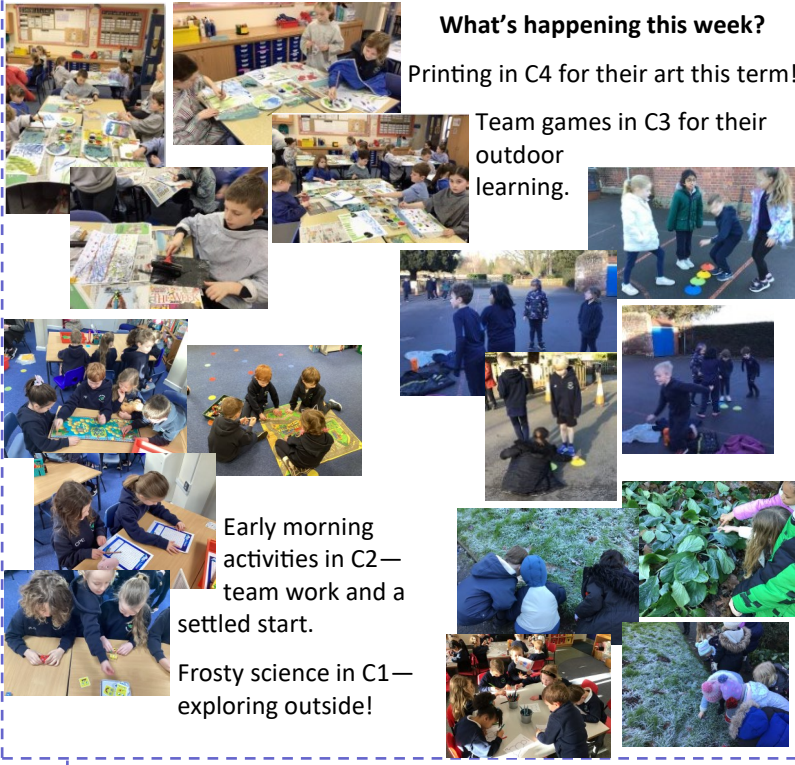 What's happening this week?
Printing in C4 for their art this term!
Team games in C3 for their
outdoor
learning.
Early morning
activities in C2—
team work and a
settled start.
Frosty science in C1—
exploring outside!